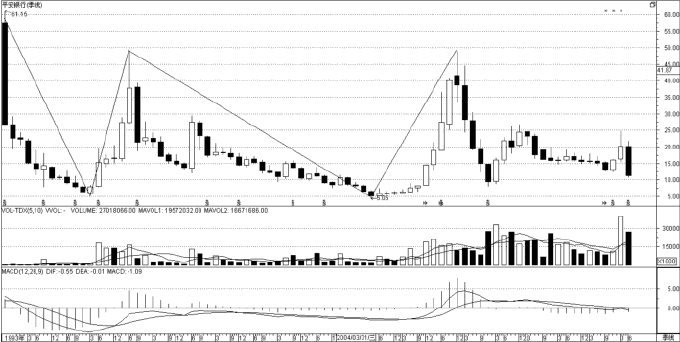 平安银行(季线)
61.15
60.00
55.00
50.00
45.00
41.87
40.00
35.00
30.00
25.00
20.00
15.00
10.00
5.00
5.05
VOL-TDX(5,10) VVOL: - VOLUME: 27018066.00 MAVOL1: 19572032.00 MAVOL2: 16671686.00
30000
15000
X1000
MACD(12,26,9) DIF: -0.55 DEA: -0.01 MACD: -1.09
5.00
0.00
1993年
2004/03/31/三
季线